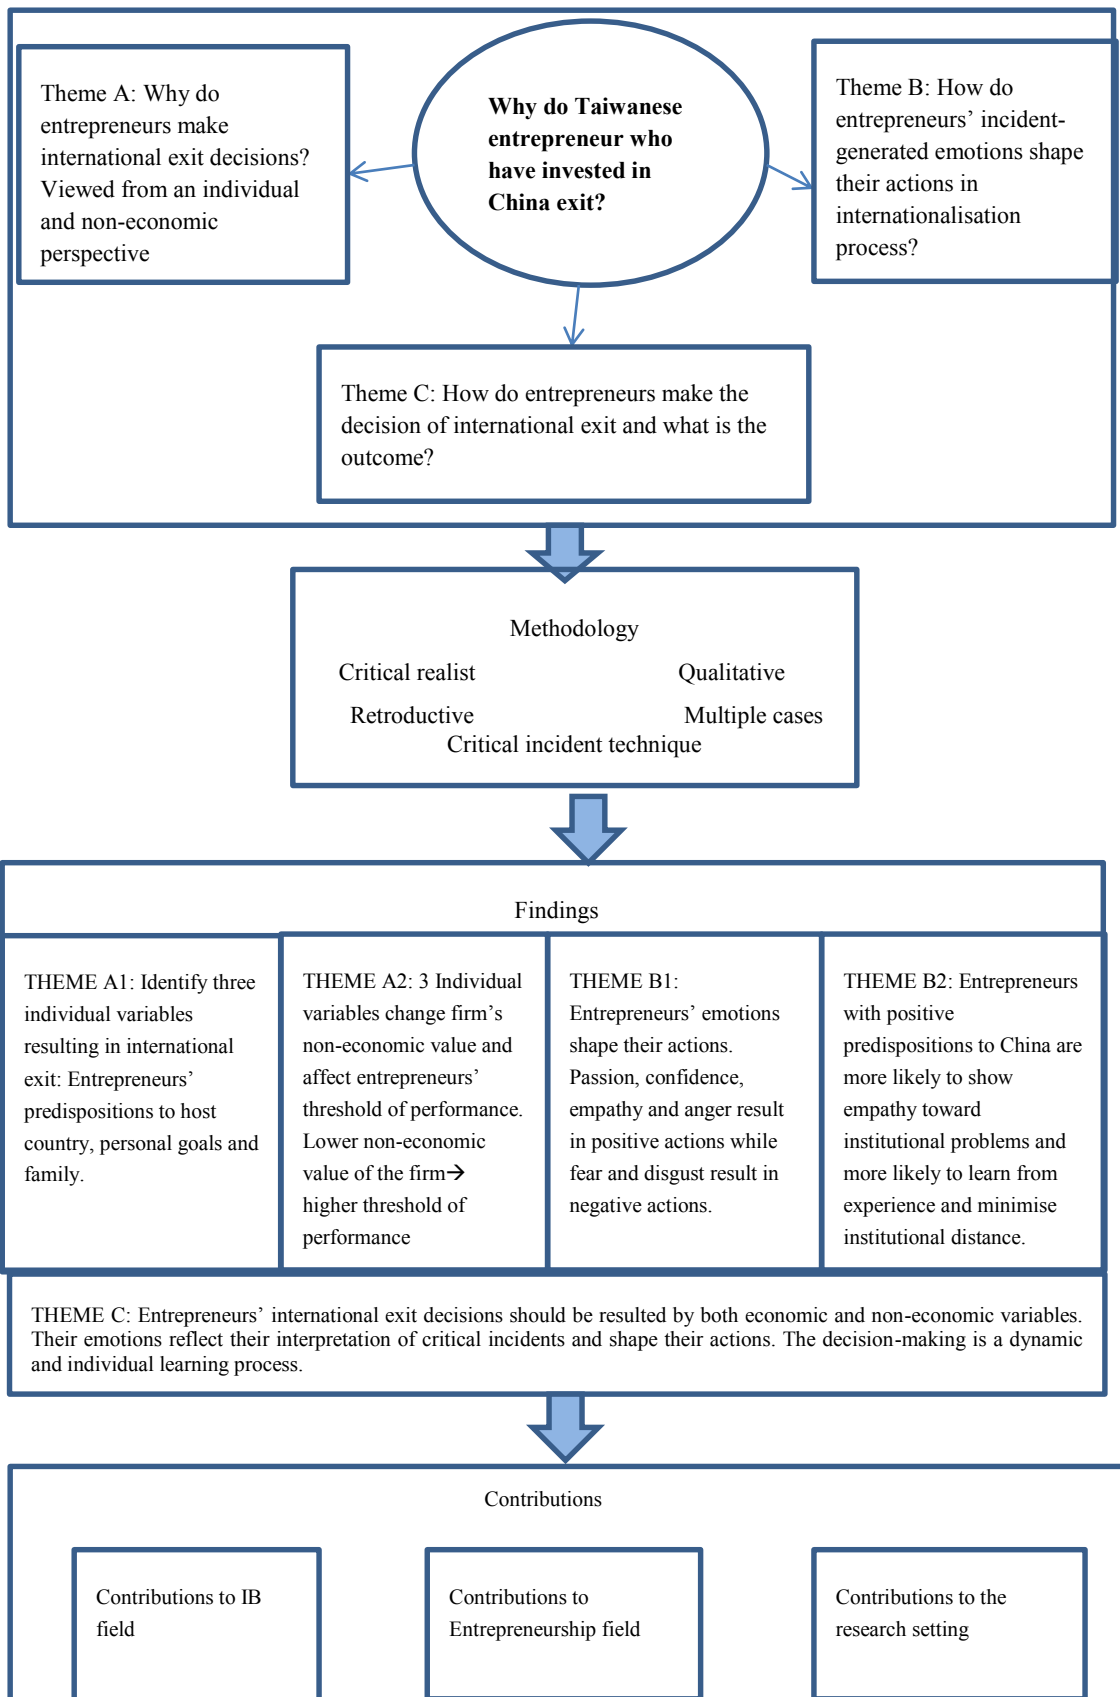 Theme A: Why do
entrepreneurs make
international exit decisions?
Viewed from an individual
and non-economic
perspective
Why do Taiwanese
entrepreneur who
have invested in
China exit?
Theme B: How do
entrepreneurs’ incident-
generated emotions shape
their actions in
internationalisation
process?
Theme C: How do entrepreneurs make the
decision of international exit and what is the
outcome?
Methodology
Critical realist
Qualitative
Retroductive
Multiple cases
Critical incident technique
Findings
THEME A1: Identify three
individual variables
resulting in international
exit: Entrepreneurs’
predispositions to host
country, personal goals and
family.
THEME A2: 3 Individual
variables change firm’s
non-economic value and
affect entrepreneurs’
threshold of performance.
Lower non-economic
value of the firm→
higher threshold of
performance
THEME B1:
Entrepreneurs’ emotions
shape their actions.
Passion, confidence,
empathy and anger result
in positive actions while
fear and disgust result in
negative actions.
THEME B2: Entrepreneurs
with positive
predispositions to China are
more likely to show
empathy toward
institutional problems and
more likely to learn from
experience and minimise
institutional distance.
THEME C: Entrepreneurs’ international exit decisions should be resulted by both economic and non-economic variables.
Their emotions reflect their interpretation of critical incidents and shape their actions. The decision-making is a dynamic
and individual learning process.
Contributions
Contributions to IB
field
Contributions to
Entrepreneurship field
Contributions to the
research setting